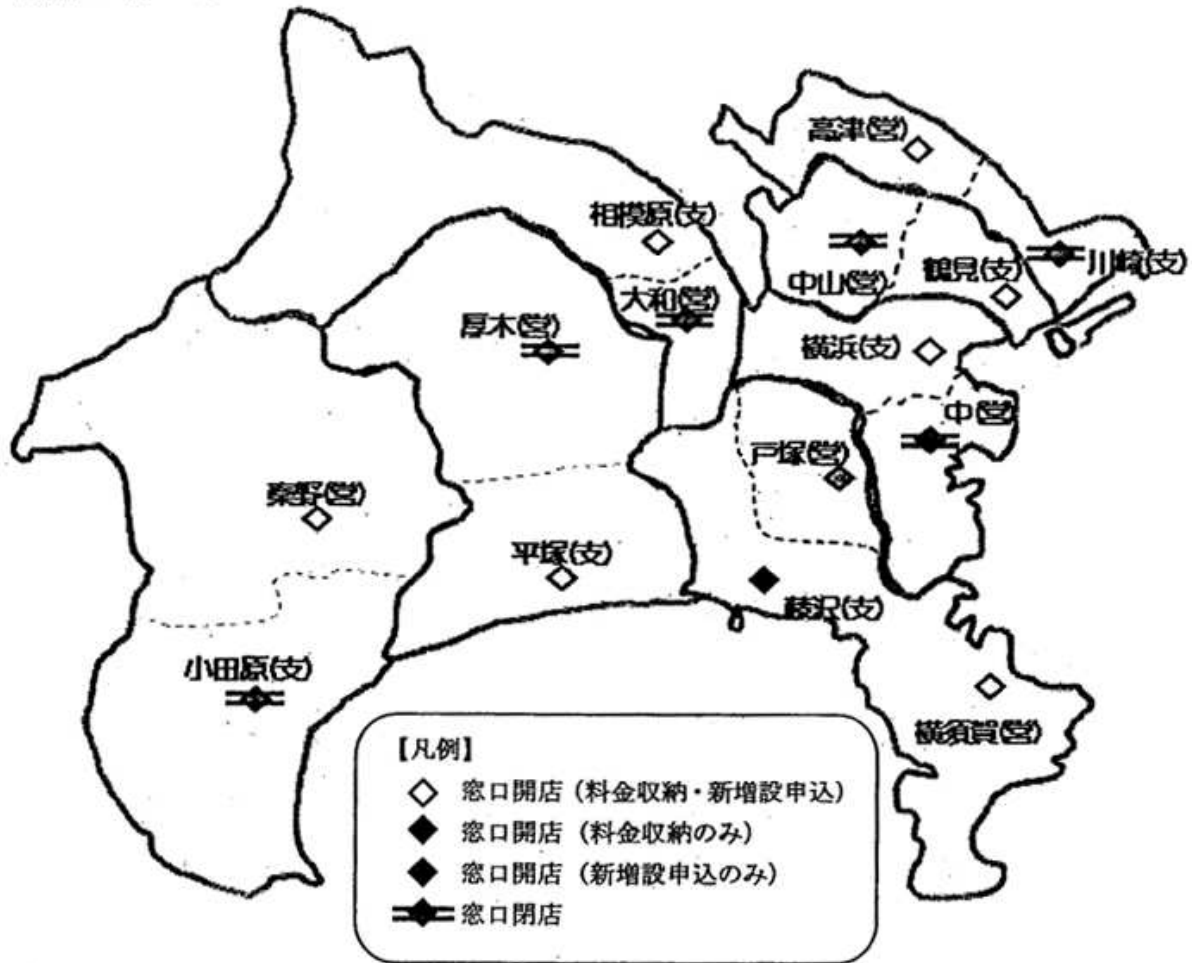 高津(営)
相模原(支)
中山(営)
鶴見(支)
川崎(支)
大和(営)
厚木(営)
横浜(支)
中(営)
戸塚(営)
秦野(営)
平塚(支)
藤沢(支)
小田原(支)
横須賀(営)
【凡例】
窓口開店（料金収納・新増設申込）
窓口開店（料金収納のみ）
窓口開店（新増設申込のみ）
窓口閉店